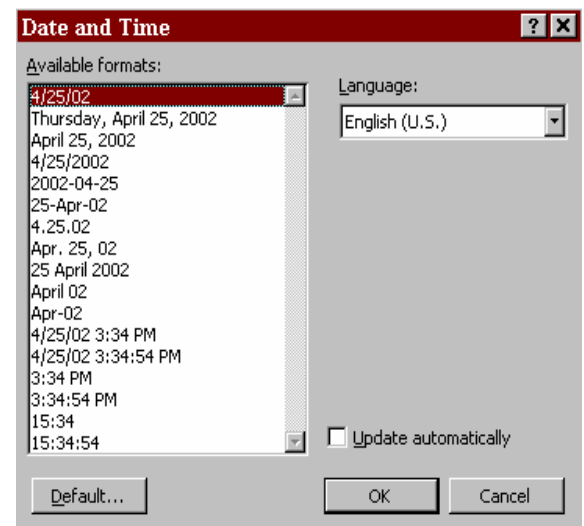 Date and Time
Available formats:
4/25/02
Thursday, April 25, 2002
April 25, 2002
4/25/2002
2002-04-25
25-Apr-02
4.25.02
Apr. 25, 02
25 April 2002
April 02
Apr-02
4/25/02 3:34 PM
4/25/02 3:34:54 PM
3:34 PM
3:34:54 PM
15:34
15:34:54
Language:
English (U.S.)
Update automatically
Default...
OK
Cancel